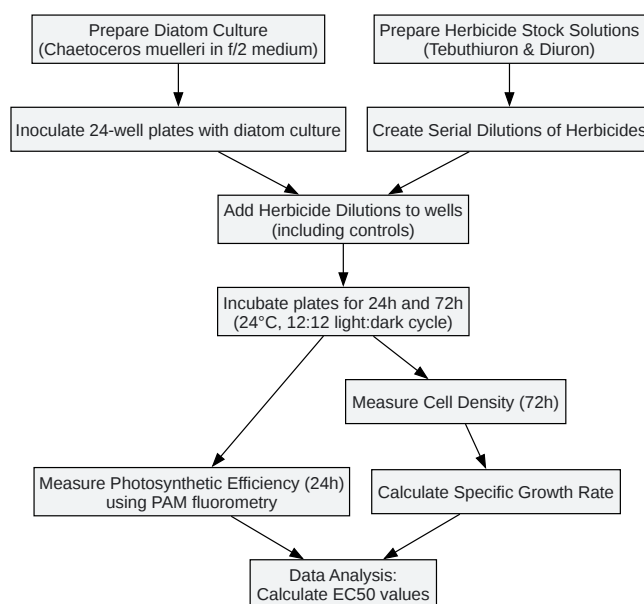 Prepare Diatom Culture
(Chaetoceros muelleri in f/2 medium)
Prepare Herbicide Stock Solutions
(Tebuthiuron & Diuron)
Inoculate 24-well plates with diatom culture
Create Serial Dilutions of Herbicides
Add Herbicide Dilutions to wells
(including controls)
Incubate plates for 24h and 72h
(24°C, 12:12 light:dark cycle)
Measure Cell Density (72h)
Measure Photosynthetic Efficiency (24h)
using PAM fluorometry
Calculate Specific Growth Rate
Data Analysis:
Calculate EC50 values